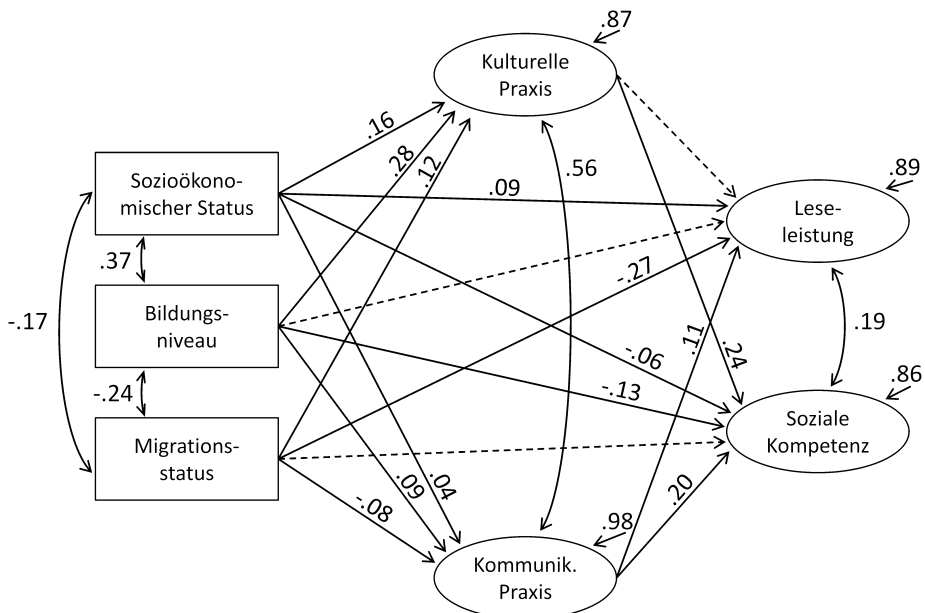 .87
Kulturelle
Praxis
.16
.28
.12
.56
.89
Sozioökono-
mischer Status
.09
Lese-
leistung
.37
-.27
Bildungs-
niveau
-.17
.19
-.06
.11
.24
-.13
-.24
.86
Migrations-
status
Soziale
Kompetenz
.09
.04
.20
-.08
.98
Kommunik.
Praxis